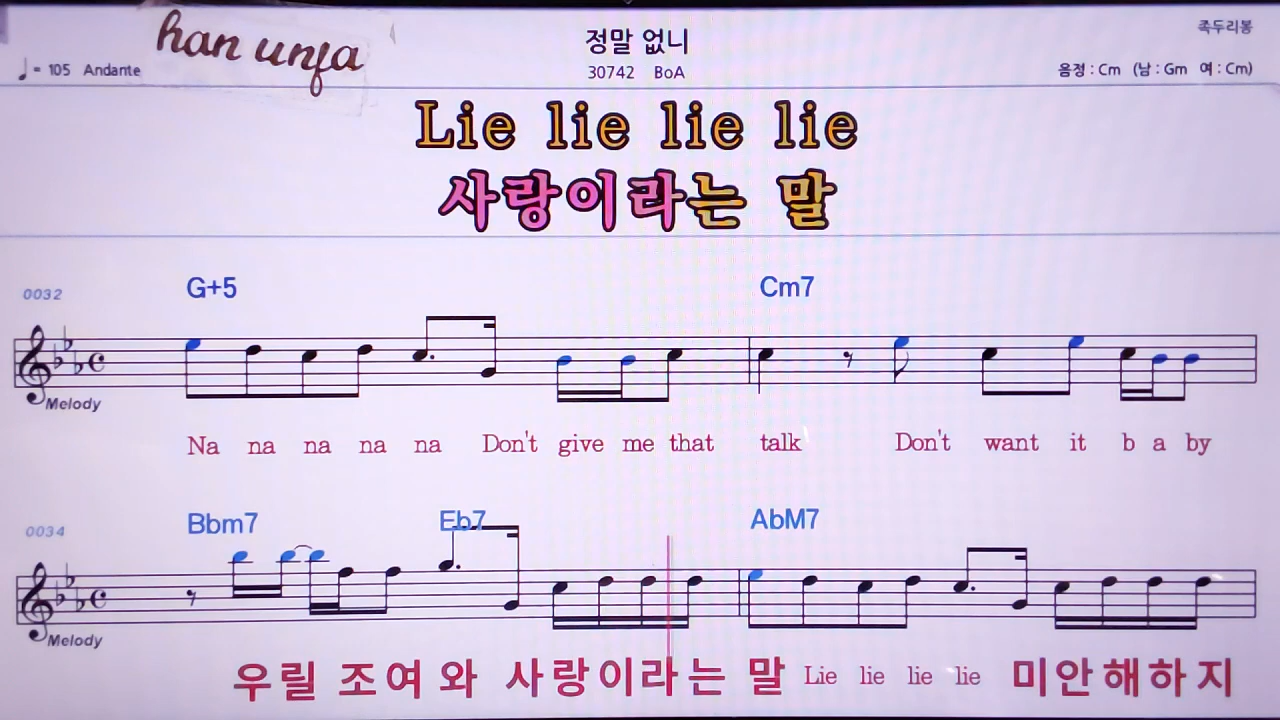 han unfa
정말 없니
족두리봉
♩= 105 Andante
30742 BoA
음정 : Cm (남 : Gm 여 : Cm)
Lie lie lie lie
사랑이라는 말
0032
G+5 Cm7
Melody
Na na na na na Don't give me that talk Don't want it b a by
0034
Bbm7 Eb7 AbM7
Melody
우릴 조여와 사랑이라는 말 Lie lie lie lie 미안해하지